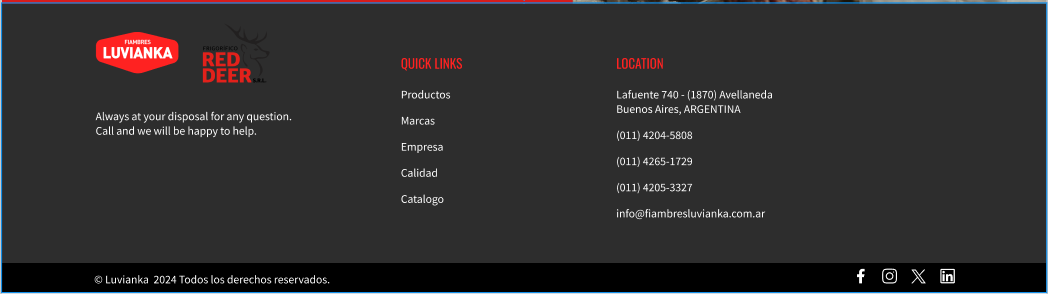 FIAMBRES
LUVIANKA
FRIGORIFICO
RED
DEER S.R.L.
Always at your disposal for any question.
Call and we will be happy to help.
QUICK LINKS
Productos
Marcas
Empresa
Calidad
Catalogo
LOCATION
Lafuente 740 - (1870) Avellaneda
Buenos Aires, ARGENTINA
(011) 4204-5808
(011) 4265-1729
(011) 4205-3327
info@fiambresluvianka.com.ar
© Luvianka 2024 Todos los derechos reservados.